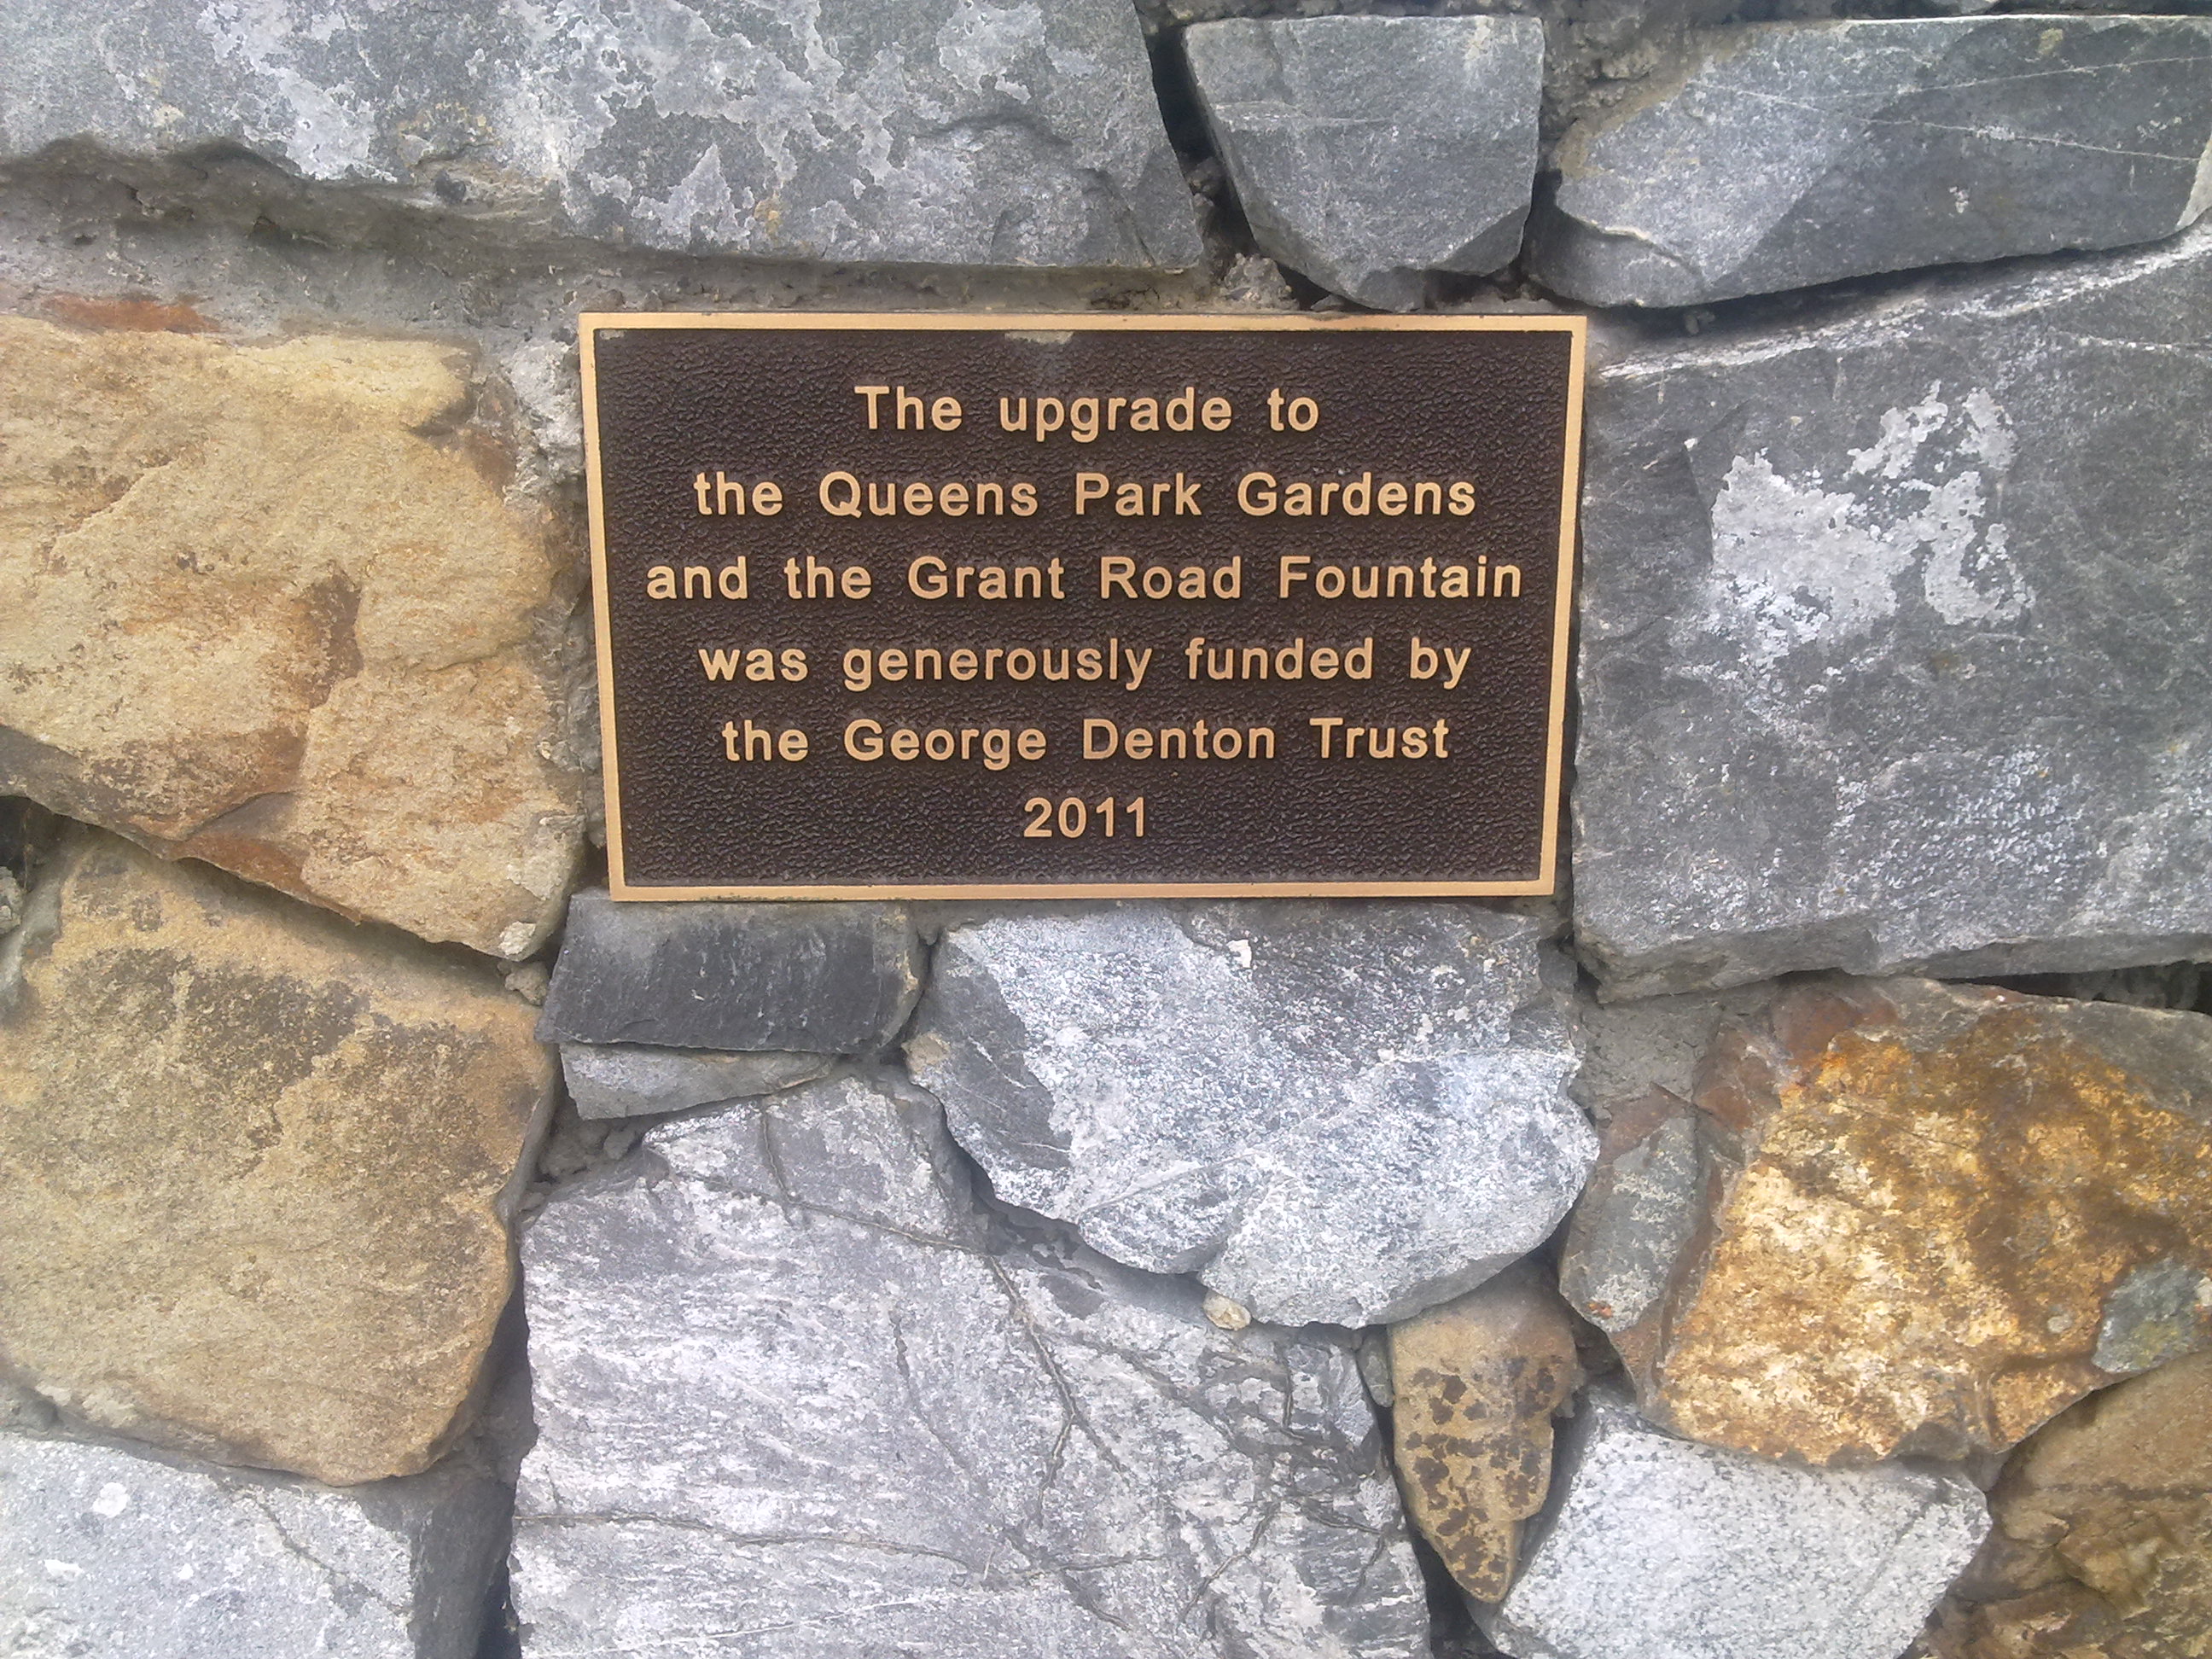 The upgrade to
the Queens Park Gardens
and the Grant Road Fountain
was generously funded by
the George Denton Trust
2011